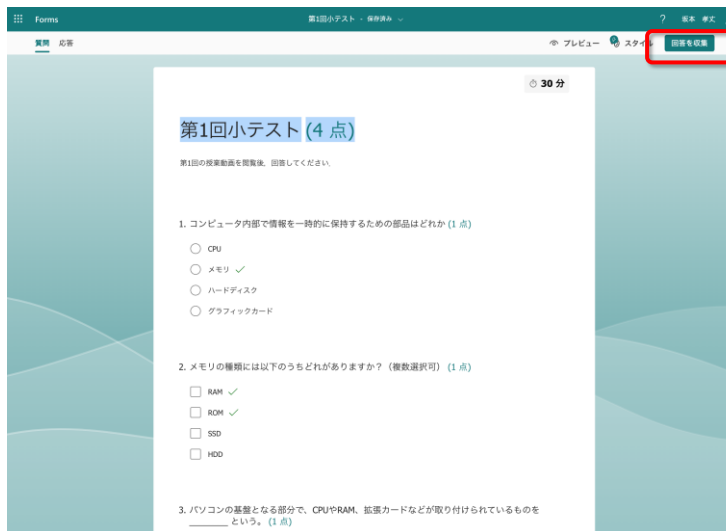 Forms
第1回小テスト - 保存済み
?
坂本 孝文
質問 応答
プレビュー
スタイル
回答を収集
30 分
第1回小テスト (4 点)
第1回の授業動画を閲覧後，回答してください．
1. コンピュータ内部で情報を一時的に保持するための部品はどれか (1 点)
CPU
メモリ
ハードディスク
グラフィックカード
2. メモリの種類には以下のうちどれがありますか？（複数選択可） (1 点)
RAM
ROM
SSD
HDD
3. パソコンの基盤となる部分で、CPUやRAM、拡張カードなどが取り付けられているものを
________ という。 (1 点)